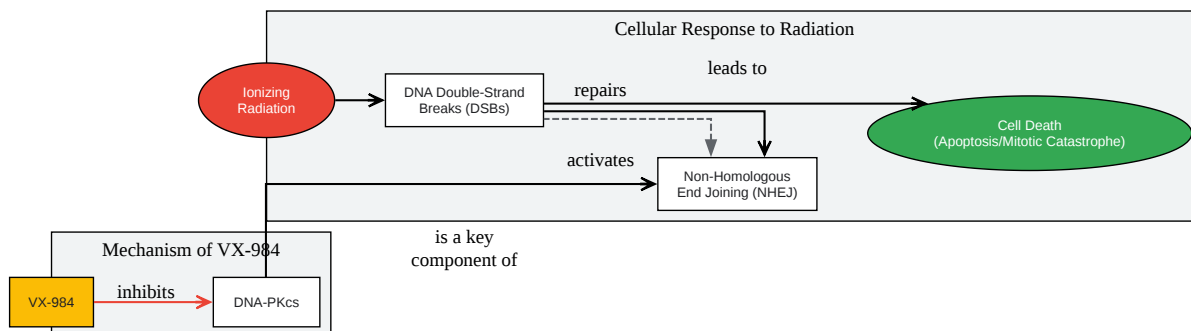 Cellular Response to Radiation
leads to
Ionizing
Radiation
DNA Double-Strand
Breaks (DSBs)
repairs
Cell Death
(Apoptosis/Mitotic Catastrophe)
activates
Non-Homologous
End Joining (NHEJ)
is a key
component of
Mechanism of VX-984
VX-984
inhibits
DNA-PKcs